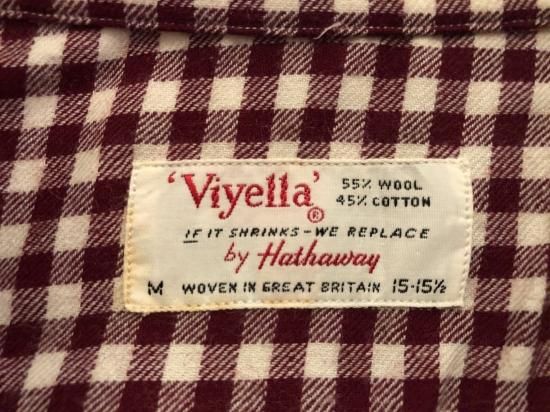 'Viyella'® 55% WOOL
45% COTTON
IF IT SHRINKS - WE REPLACE
by Hathaway
M WOVEN IN GREAT BRITAIN 15-15½